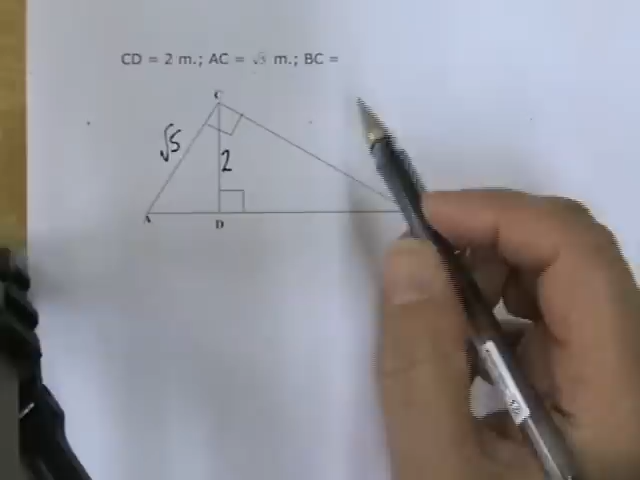 CD = 2 m.; AC = √5 m.; BC =
C
√5
2
A
D